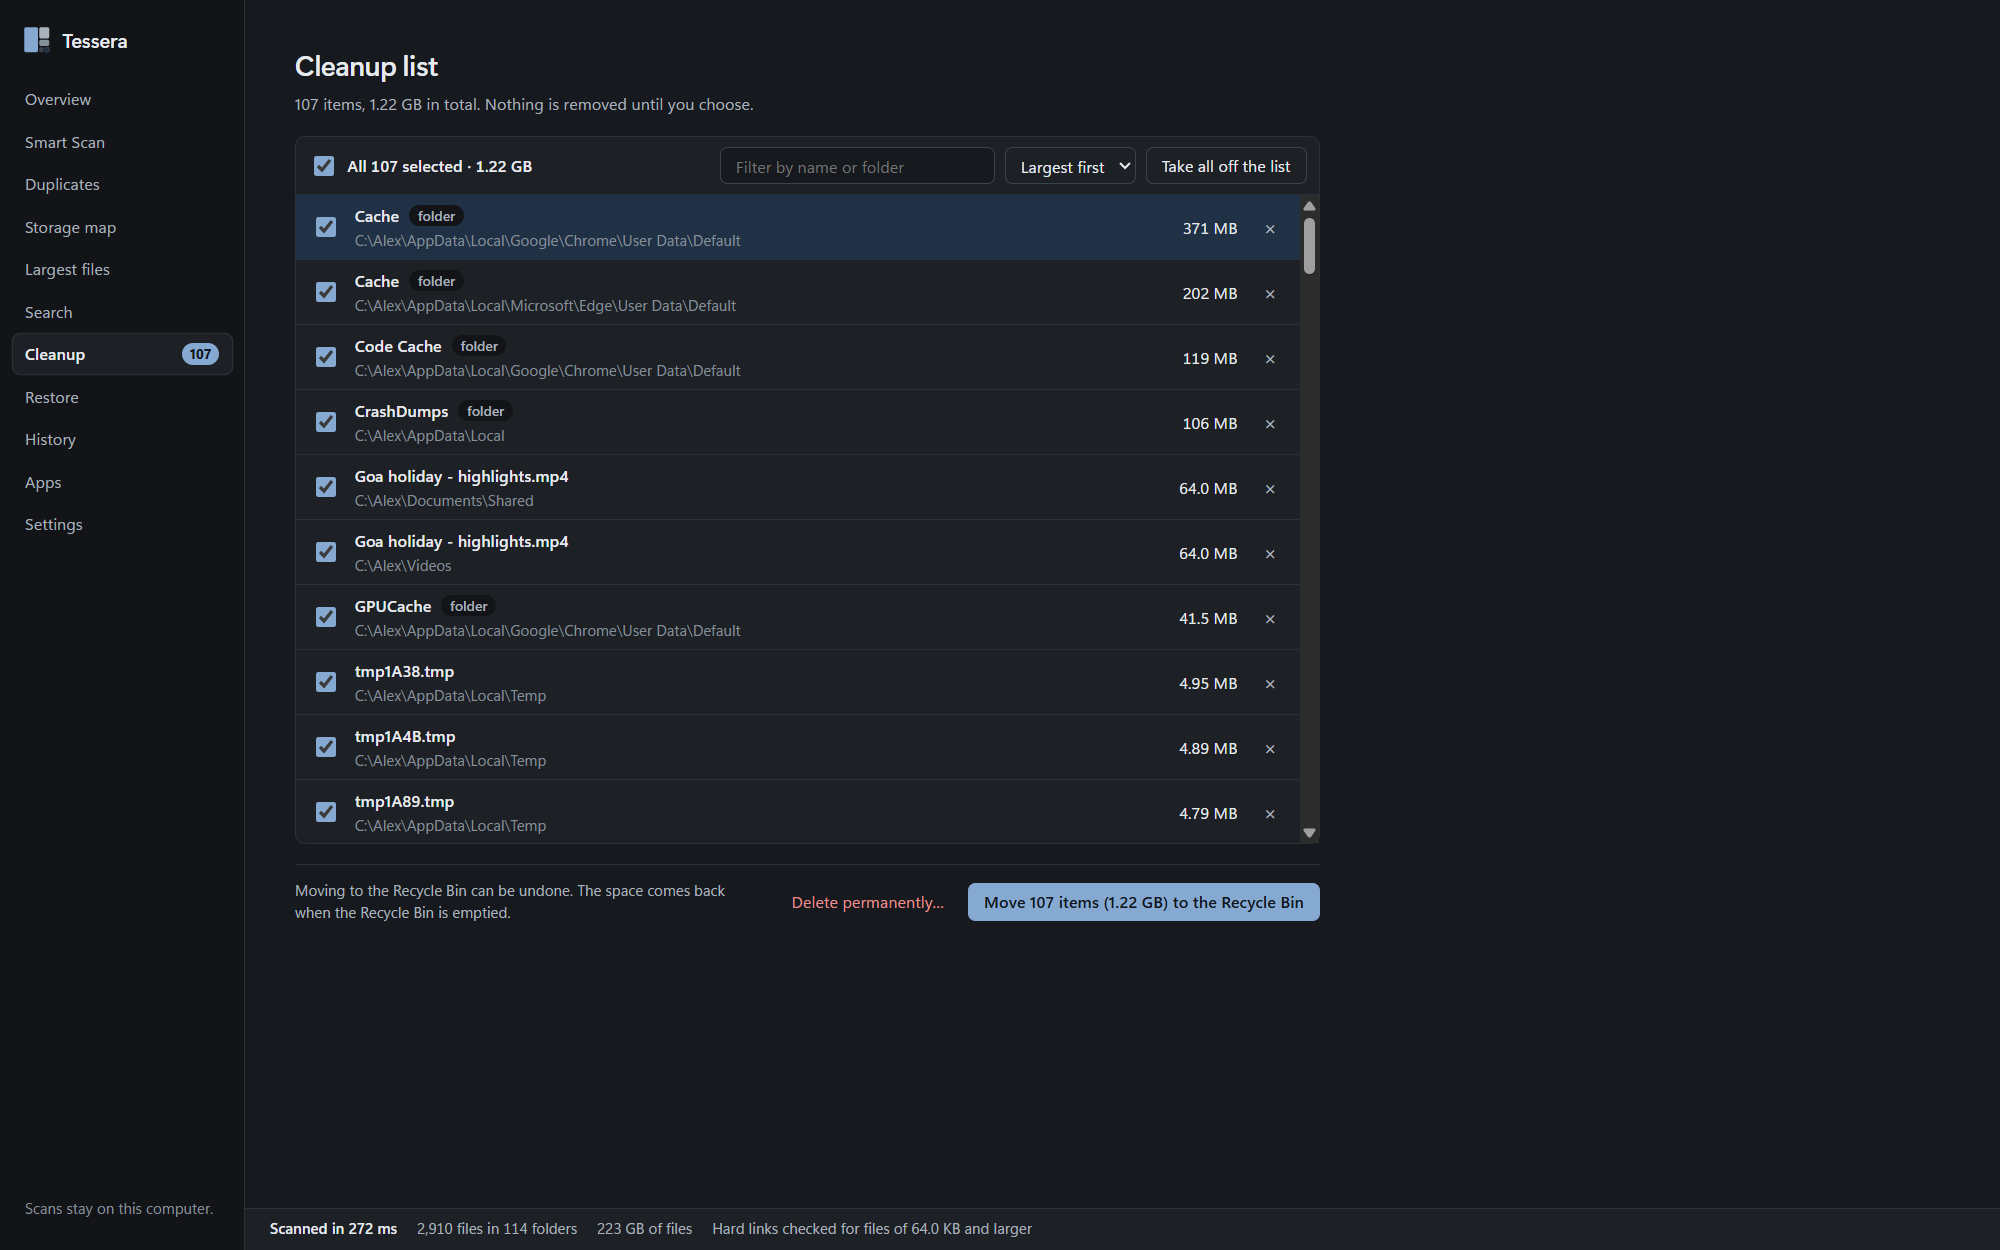 Tessera
Overview
Smart Scan
Duplicates
Storage map
Largest files
Search
Cleanup 107
Restore
History
Apps
Settings
Scans stay on this computer.
Cleanup list
107 items, 1.22 GB in total. Nothing is removed until you choose.
All 107 selected · 1.22 GB Filter by name or folder Largest first Take all off the list
Cache folder
C:\Alex\AppData\Local\Google\Chrome\User Data\Default
371 MB ×
Cache folder
C:\Alex\AppData\Local\Microsoft\Edge\User Data\Default
202 MB ×
Code Cache folder
C:\Alex\AppData\Local\Google\Chrome\User Data\Default
119 MB ×
CrashDumps folder
C:\Alex\AppData\Local
106 MB ×
Goa holiday - highlights.mp4
C:\Alex\Documents\Shared
64.0 MB ×
Goa holiday - highlights.mp4
C:\Alex\Videos
64.0 MB ×
GPUCache folder
C:\Alex\AppData\Local\Google\Chrome\User Data\Default
41.5 MB ×
tmp1A38.tmp
C:\Alex\AppData\Local\Temp
4.95 MB ×
tmp1A4B.tmp
C:\Alex\AppData\Local\Temp
4.89 MB ×
tmp1A89.tmp
C:\Alex\AppData\Local\Temp
4.79 MB ×
Moving to the Recycle Bin can be undone. The space comes back
when the Recycle Bin is emptied.
Delete permanently...
Move 107 items (1.22 GB) to the Recycle Bin
Scanned in 272 ms 2,910 files in 114 folders 223 GB of files Hard links checked for files of 64.0 KB and larger